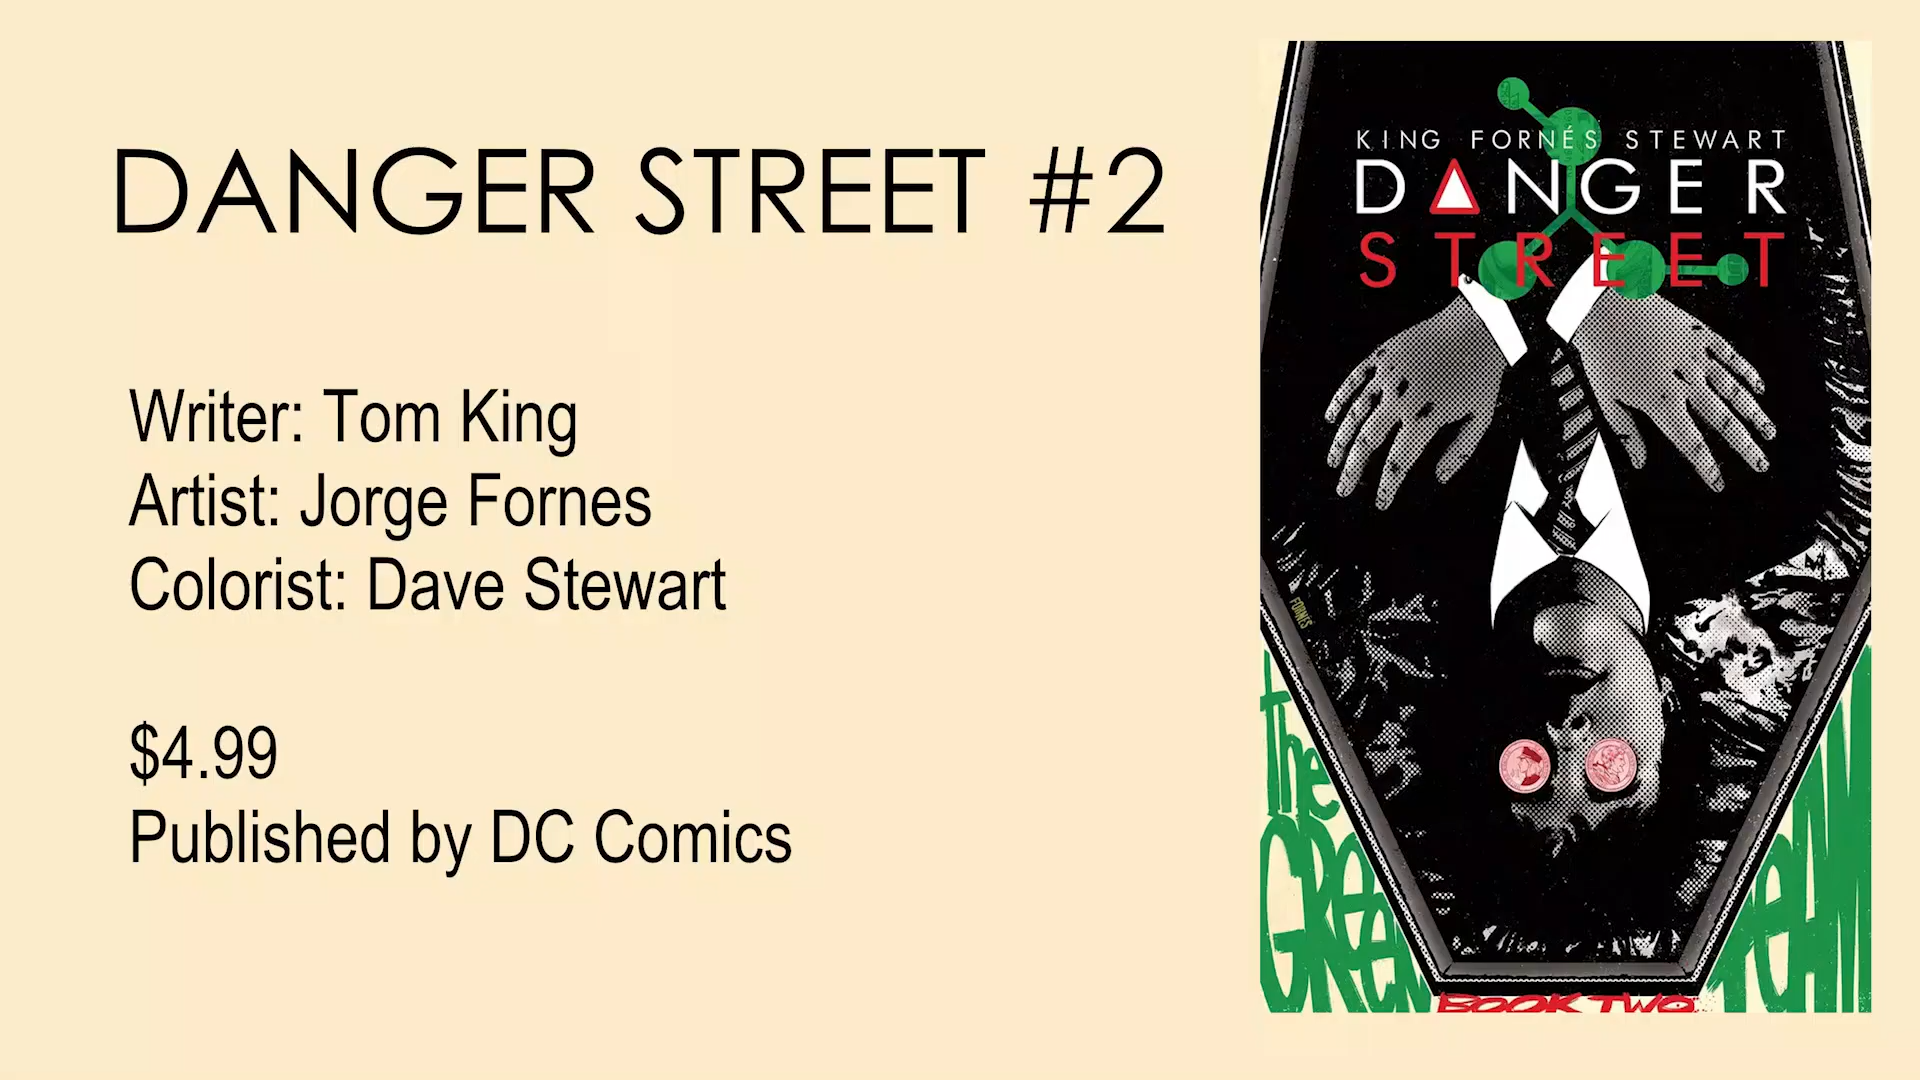 DANGER STREET #2
Writer: Tom King
Artist: Jorge Fornes
Colorist: Dave Stewart
$4.99
Published by DC Comics
KING FORNÉS STEWART
DANGER
STREET
FORNES
the
GREEN
TEAM
BOOK TWO